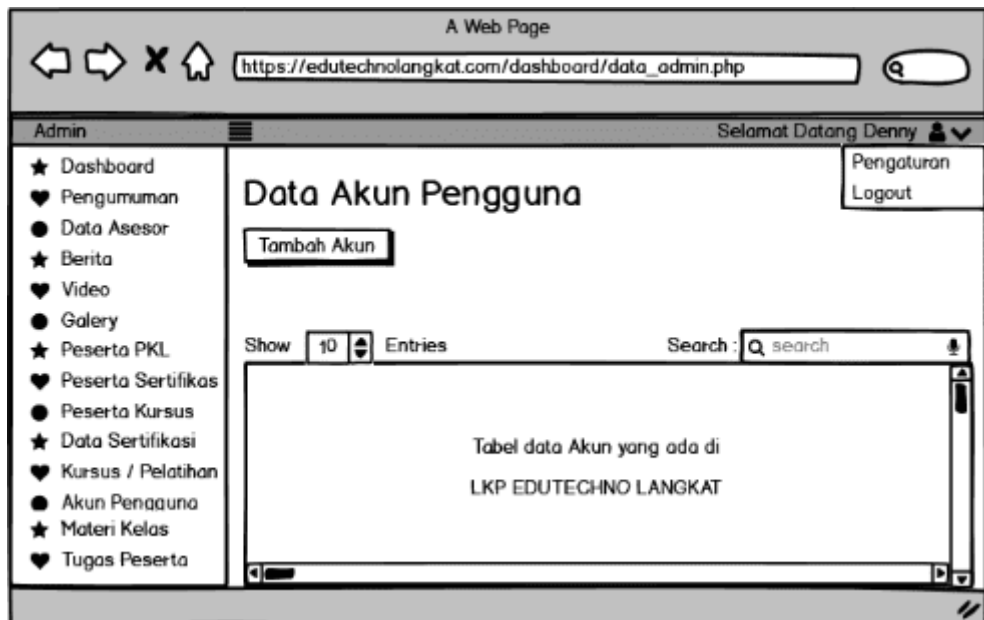 A Web Page
https://edutechnolangkat.com/dashboard/data_admin.php
Admin
Selamat Datang Denny
Pengaturan
Logout
Dashboard
Pengumuman
Data Asesor
Berita
Video
Galery
Peserta PKL
Peserta Sertifikas
Peserta Kursus
Data Sertifikasi
Kursus / Pelatihan
Akun Pengguna
Materi Kelas
Tugas Peserta
Data Akun Pengguna
Tambah Akun
Show 10 Entries
Search : search
Tabel data Akun yang ada di
LKP EDUTECHNO LANGKAT